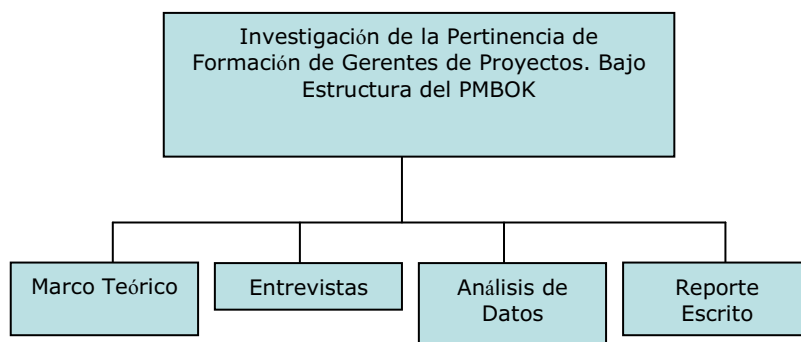 Investigación de la Pertinencia de
Formación de Gerentes de Proyectos. Bajo
Estructura del PMBOK
Marco Teórico
Entrevistas
Análisis de
Datos
Reporte
Escrito